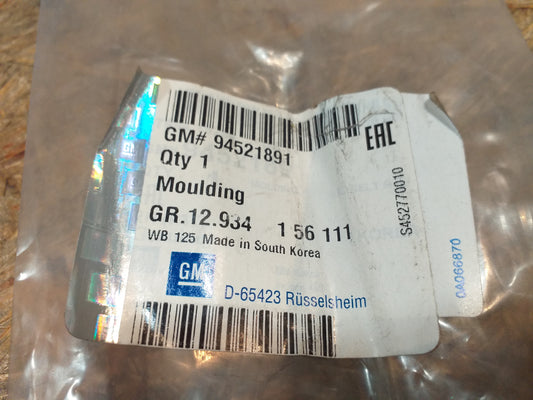 GM# 94521891
Qty 1
Moulding
GR.12.934 1 56 111
WB 125 Made in South Korea
GM
D-65423 Rüsselsheim
EAC
S452770010
0A066870